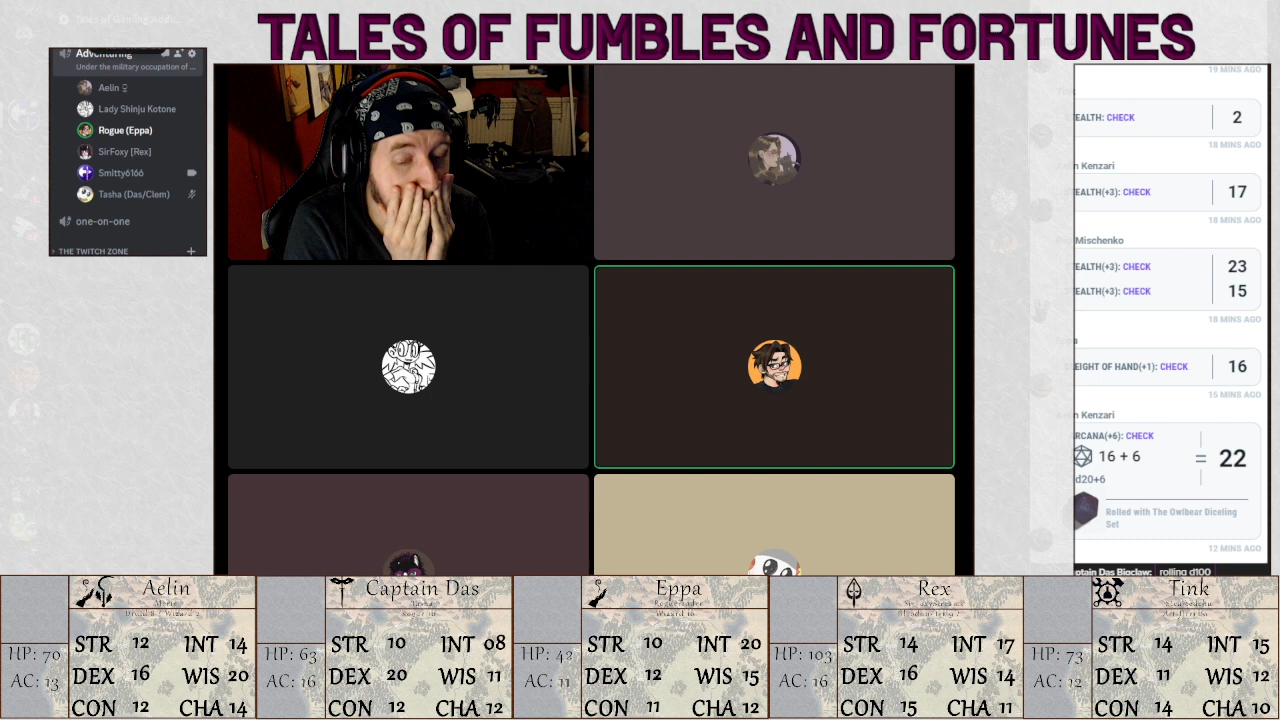 TALES OF FUMBLES AND FORTUNES
Adventuring
Under the military occupation of ...
Aelin
Lady Shinju Kotone
Rogue (Eppa)
SirFoxy [Rex]
Smitty6166
Tasha (Das/Clem)
one-on-one
THE TWITCH ZONE
19 MINS AGO
EALTH: CHECK
2
18 MINS AGO
n Kenzari
EALTH(+3): CHECK
17
18 MINS AGO
Mischenko
EALTH(+3): CHECK
23
EALTH(+3): CHECK
15
18 MINS AGO
EIGHT OF HAND(+1): CHECK
16
15 MINS AGO
n Kenzari
RCANA(+6): CHECK
16 + 6
= 22
d20+6
Rolled with The Owlbear Diceling
Set
12 MINS AGO
ptain Das Bioclaw: rolling d100
Aelin
HP: 70
AC: 13
STR 12 INT 14
DEX 16 WIS 20
CON 12 CHA 14
Captain Das
HP: 63
AC: 16
STR 10 INT 08
DEX 20 WIS 11
CON 12 CHA 12
Eppa
HP: 42
AC: 11
STR 10 INT 20
DEX 12 WIS 15
CON 11 CHA 12
Rex
HP: 103
AC: 16
STR 14 INT 17
DEX 16 WIS 14
CON 15 CHA 11
Tink
HP: 73
AC: 12
STR 14 INT 15
DEX 11 WIS 12
CON 14 CHA 10